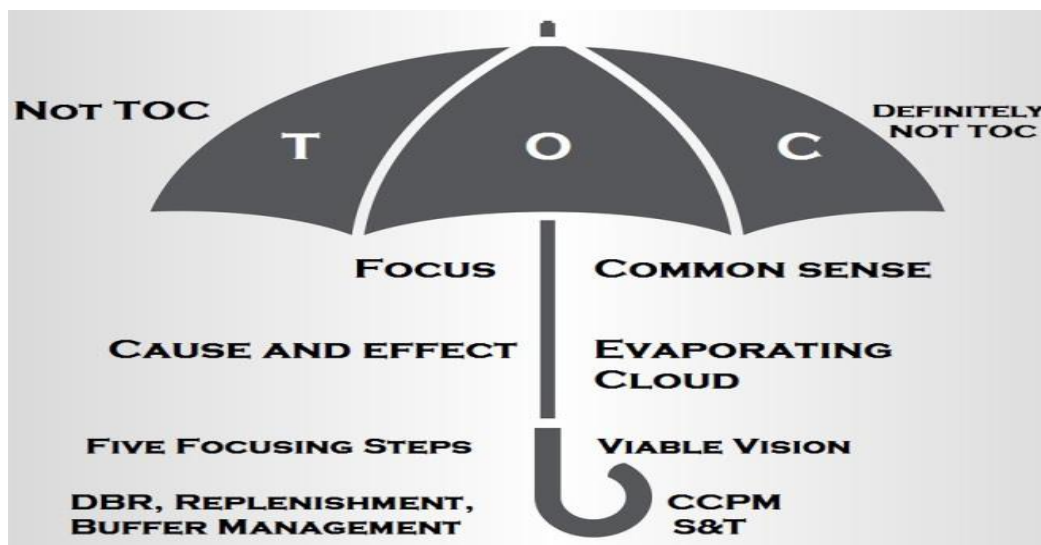 Not TOC
Definitely
not TOC
T O C
Focus
Common sense
Cause and effect
Evaporating
Cloud
Five Focusing Steps
Viable Vision
DBR, Replenishment,
Buffer Management
CCPM
S&T